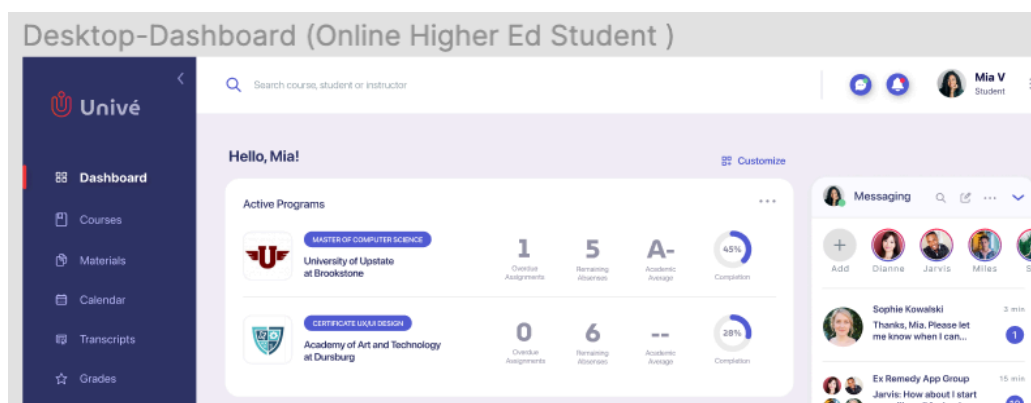 Desktop-Dashboard (Online Higher Ed Student )
Univé
Search course, student or instructor
Mia V
Student
Dashboard
Courses
Materials
Calendar
Transcripts
Grades
Hello, Mia!
Customize
Active Programs
MASTER OF COMPUTER SCIENCE
University of Upstate
at Brookstone
1
Overdue
Assignments
5
Remaining
Absenses
A-
Academic
Average
45%
Completion
CERTIFICATE UX/UI DESIGN
Academy of Art and Technology
at Dursburg
0
Overdue
Assignments
6
Remaining
Absenses
--
Academic
Average
28%
Completion
Messaging
Add
Dianne
Jarvis
Miles
Sophie Kowalski
3 min
Thanks, Mia. Please let
me know when I can...
1
Ex Remedy App Group
15 min
Jarvis: How about I start